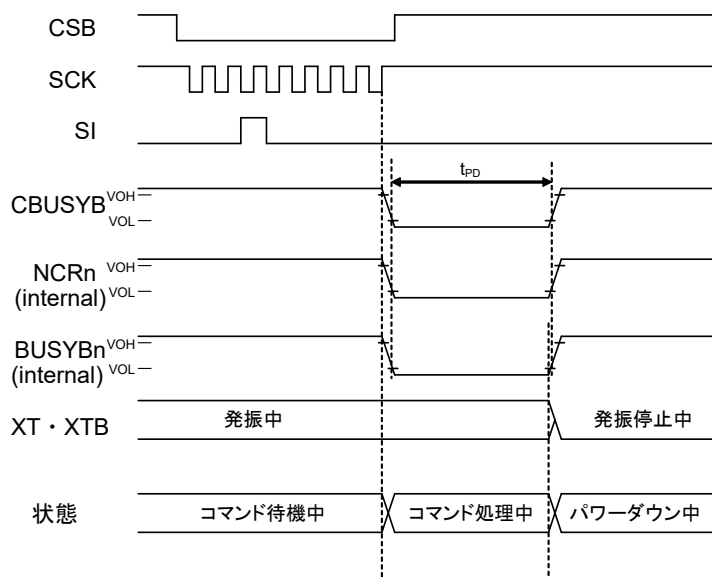 CSB
SCK
SI
tPD
CBUSYB VOH
VOL
NCRn VOH
(internal) VOL
BUSYBn VOH
(internal) VOL
XT・XTB 発振中 発振停止中
状態 コマンド待機中 コマンド処理中 パワーダウン中